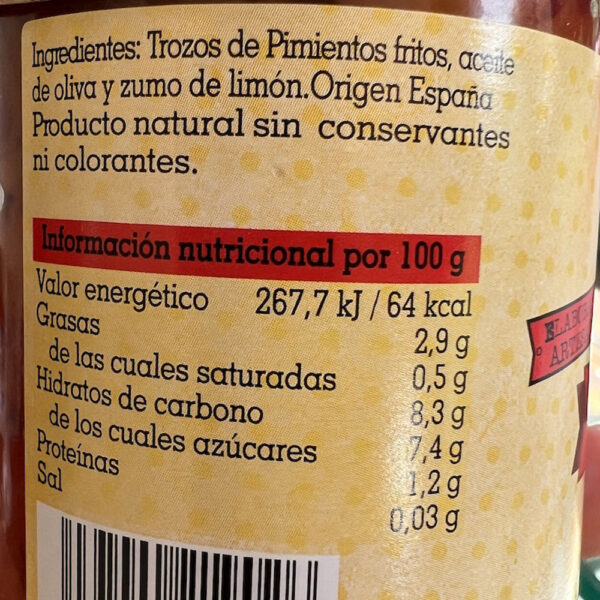 Ingredientes: Trozos de Pimientos fritos, aceite
de oliva y zumo de limón. Origen España
Producto natural sin conservantes
ni colorantes.
Información nutricional por 100 g
Valor energético 267,7 kJ / 64 kcal
Grasas 2,9 g
de las cuales saturadas 0,5 g
Hidratos de carbono 8,3 g
de los cuales azúcares 7,4 g
Proteínas 1,2 g
Sal 0,03 g